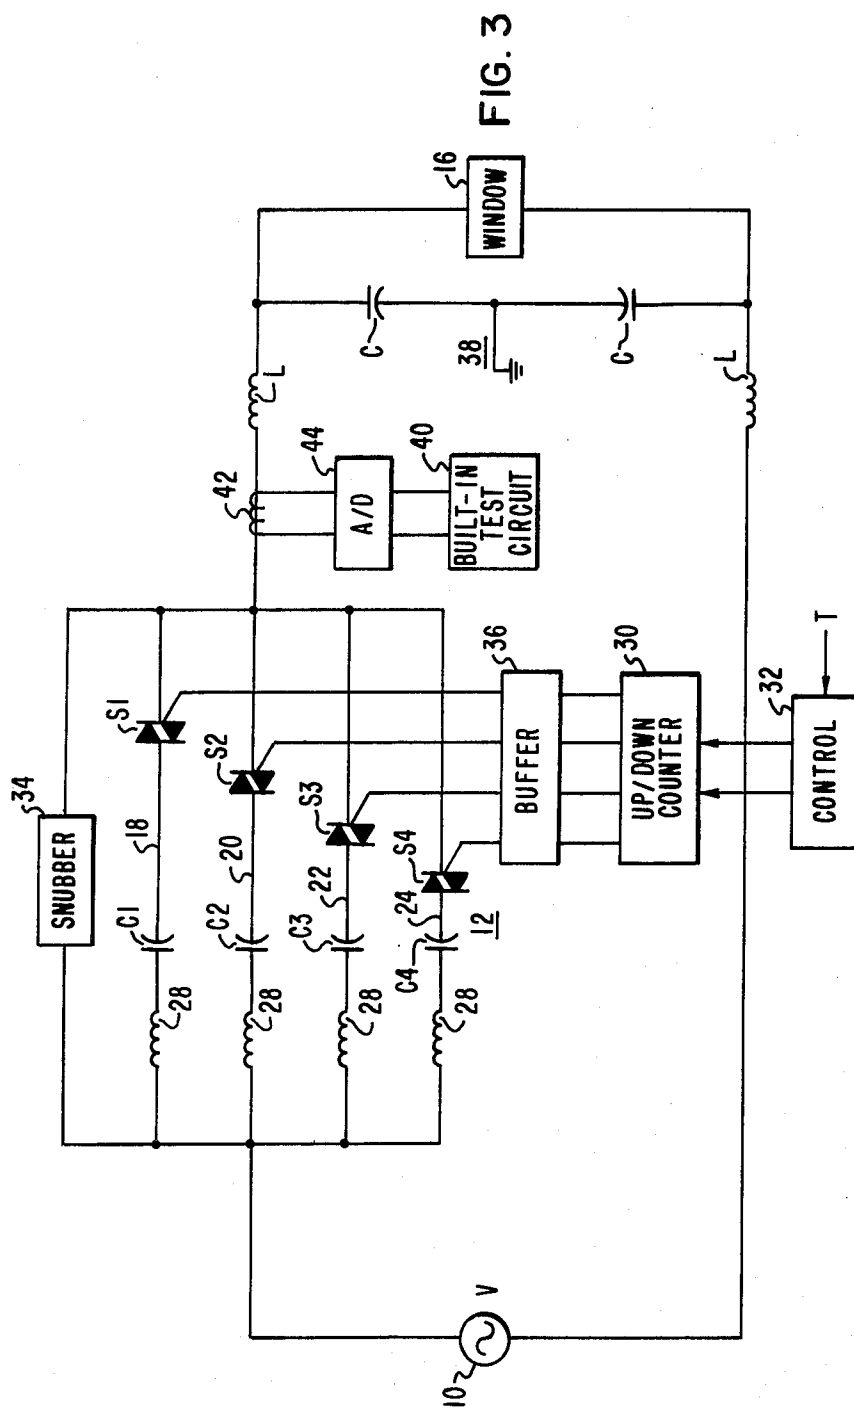 FIG. 3
34
SNUBBER
S1
18
C1
28
S2
20
C2
28
S3
22
C3
28
S4
24
C4
28
12
42
44
A/D
40
BUILT-IN
TEST
CIRCUIT
L
C
38
C
L
16
WINDOW
36
BUFFER
30
UP/DOWN
COUNTER
32
CONTROL
T
10
V